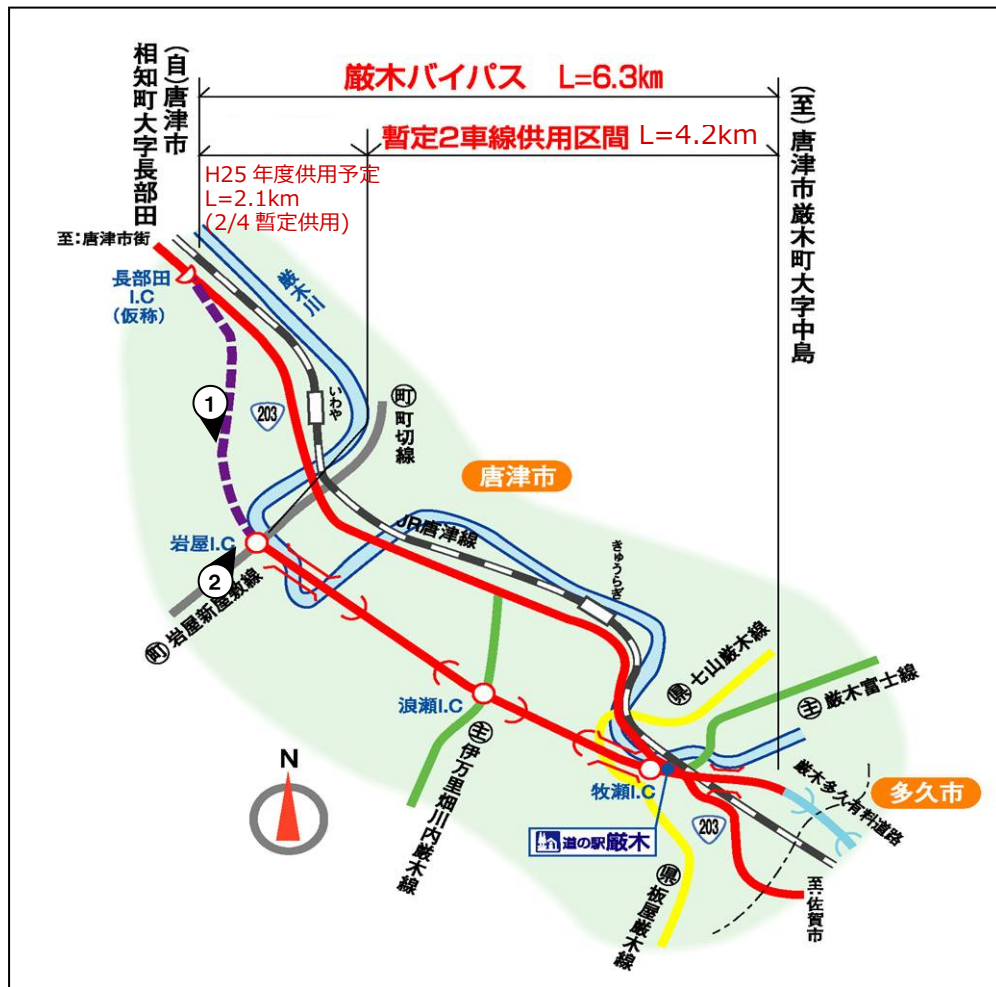 (自)唐津市
相知町大字長部田
厳木バイパス L=6.3km
暫定2車線供用区間 L=4.2km
(至)唐津市厳木町大字中島
H25 年度供用予定
L=2.1km
(2/4 暫定供用)
至:唐津市街
長部田
I.C
(仮称)
厳木川
1
203
いわや
町 町切線
唐津市
岩屋I.C
2
町 岩屋新屋敷線
JR唐津線
きゅうらぎ
浪瀬I.C
主 伊万里畑川内厳木線
県 七山厳木線
主 厳木富士線
牧瀬I.C
厳木多久有料道路
多久市
道の駅 厳木
203
県 板屋厳木線
至:佐賀市
N